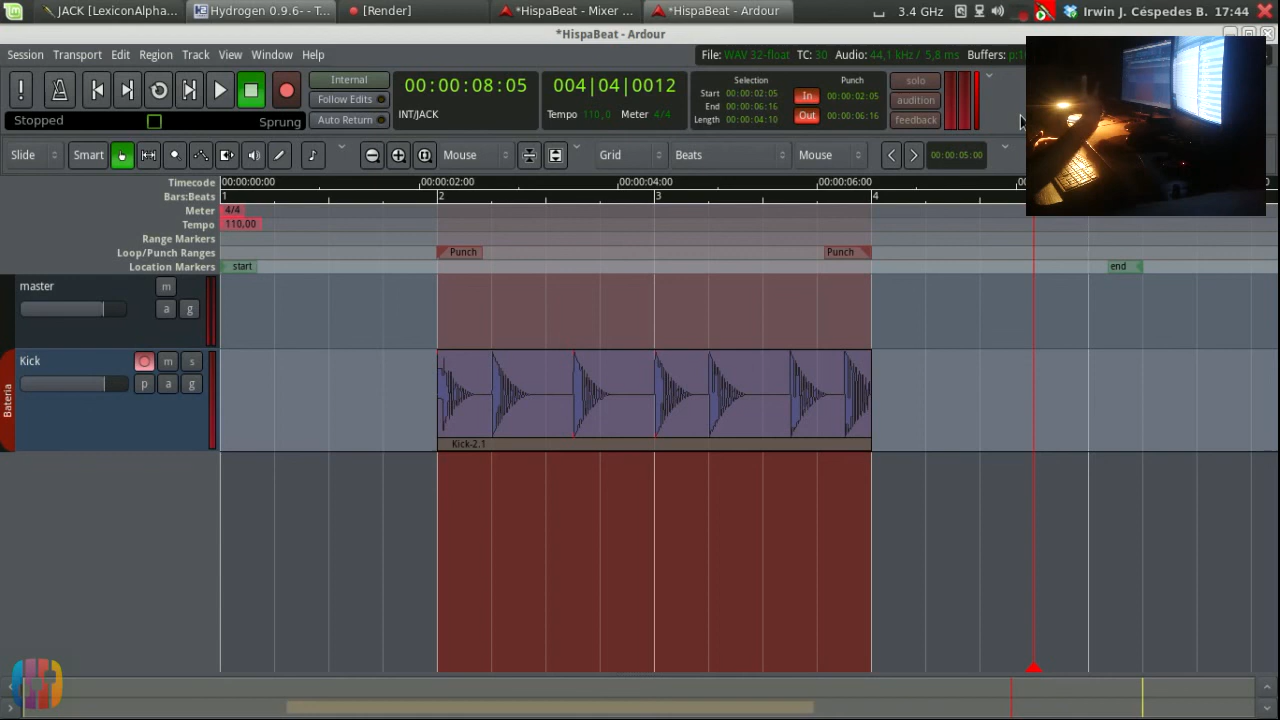 JACK [LexiconAlpha... Hydrogen 0.9.6- - T... [Render] *HispaBeat - Mixer ... *HispaBeat - Ardour 3.4 GHz Irwin J. Céspedes B. 17:44
*HispaBeat - Ardour
Session Transport Edit Region Track View Window Help File: WAV 32-float TC: 30 Audio: 44,1 kHz / 5,8 ms Buffers:
Internal
Follow Edits
Auto Return
Stopped Sprung
00:00:08:05
INT/JACK
004|04|0012
Tempo 110,0 Meter 4/4
Selection Punch
Start 00:00:02:05 In 00:00:02:05
End 00:00:06:16 Out 00:00:06:16
Length 00:00:04:10
solo
audition
feedback
Slide Smart Mouse Grid Beats Mouse 00:00:05:00
Timecode 00:00:00:00 00:00:02:00 00:00:04:00 00:00:06:00
Bars:Beats 1 2 3 4
Meter 4/4
Tempo 110,00
Range Markers
Loop/Punch Ranges Punch Punch
Location Markers start end
master m
a g
Bateria
Kick m s
p a g
Kick-2.1